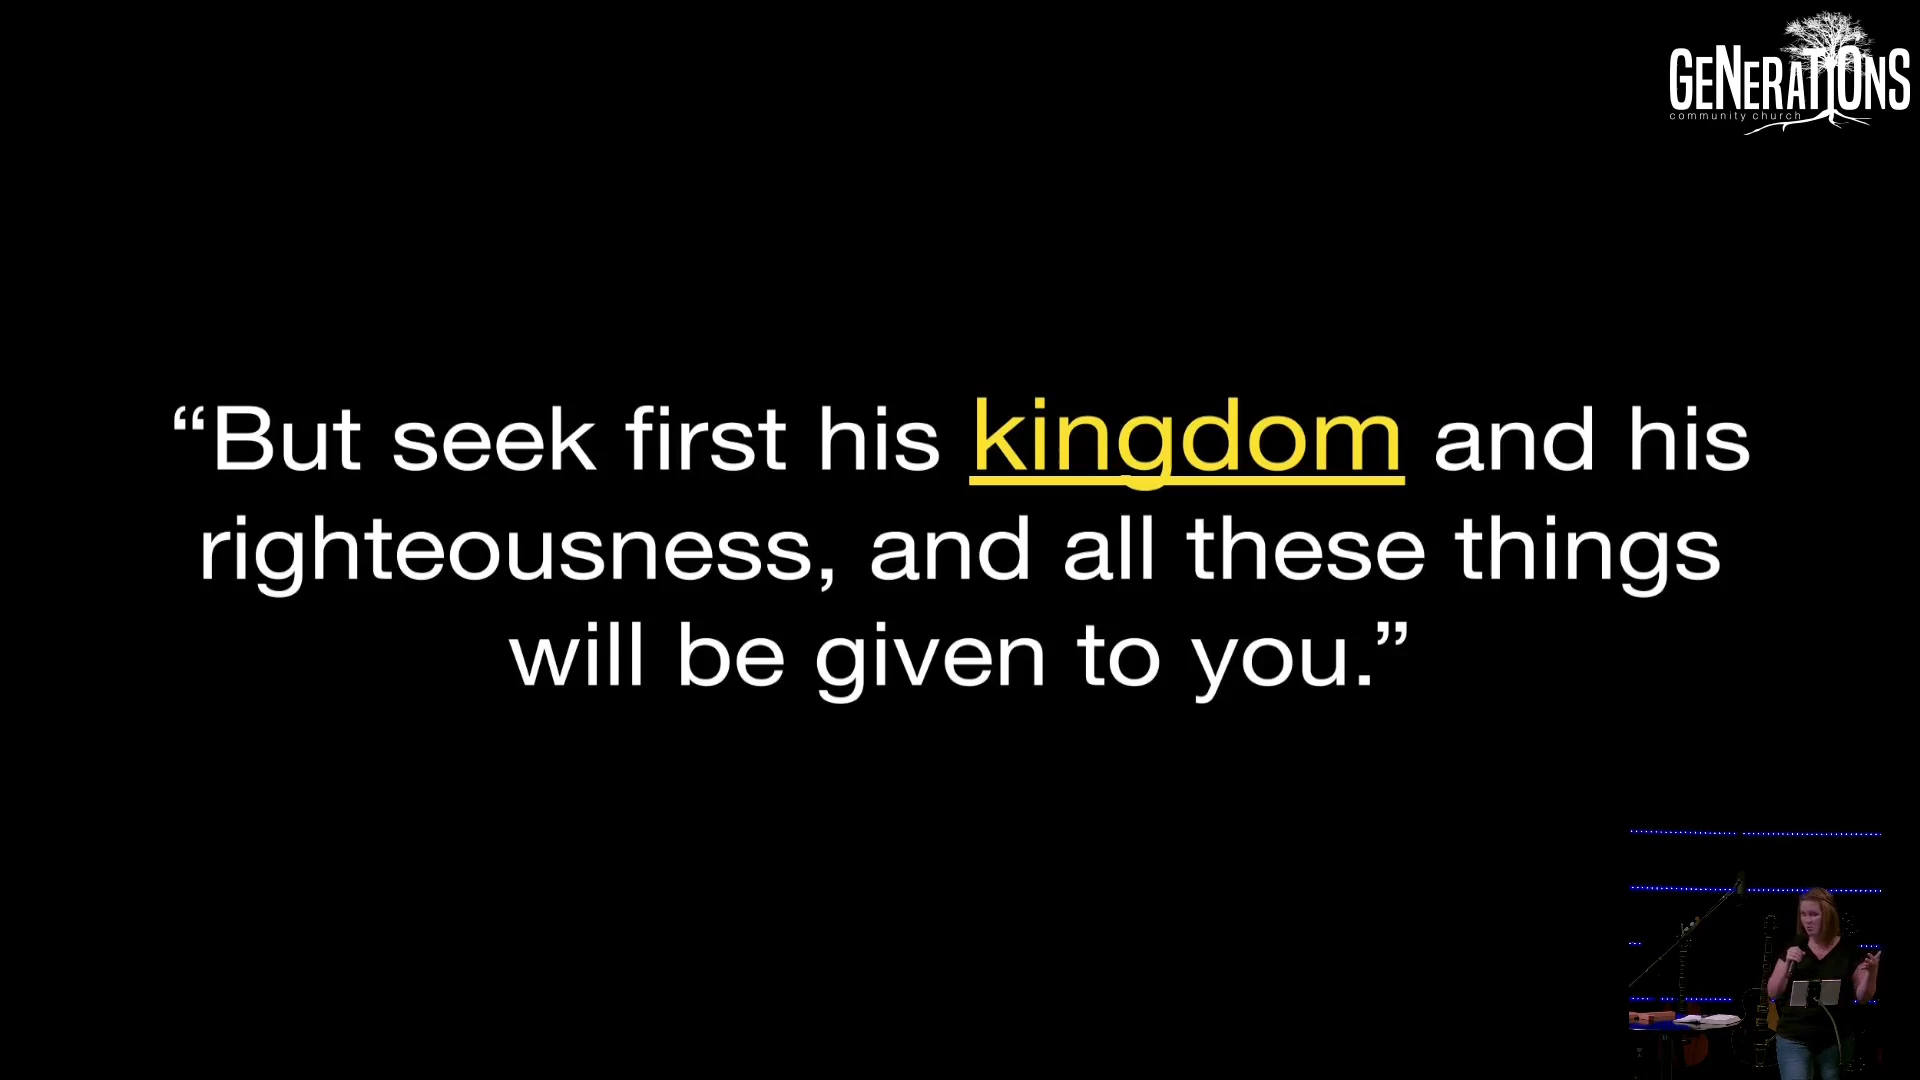 GENERATIONS
community church
“But seek first his kingdom and his
righteousness, and all these things
will be given to you.”